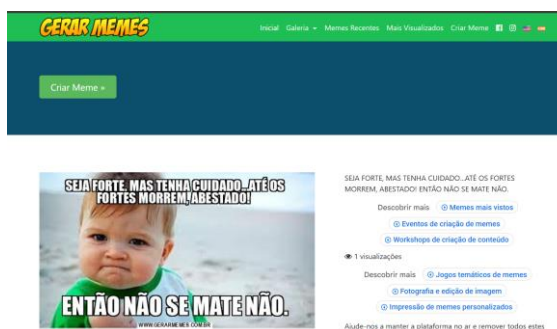 GERAR MEMES
Inicial Galeria Memes Recentes Mais Visualizados Criar Meme
Criar Meme »
SEJA FORTE, MAS TENHA CUIDADO...ATÉ OS
FORTES MORREM, ABESTADO!
ENTÃO NÃO SE MATE NÃO.
WWW.GERARMEMES.COM.BR
SEJA FORTE, MAS TENHA CUIDADO...ATÉ OS FORTES
MORREM, ABESTADO! ENTÃO NÃO SE MATE NÃO.
Descobrir mais Memes mais vistos
Eventos de criação de memes
Workshops de criação de conteúdo
1 visualizações
Descobrir mais Jogos temáticos de memes
Fotografia e edição de imagem
Impressão de memes personalizados
Ajude-nos a manter a plataforma no ar e remover todos estes